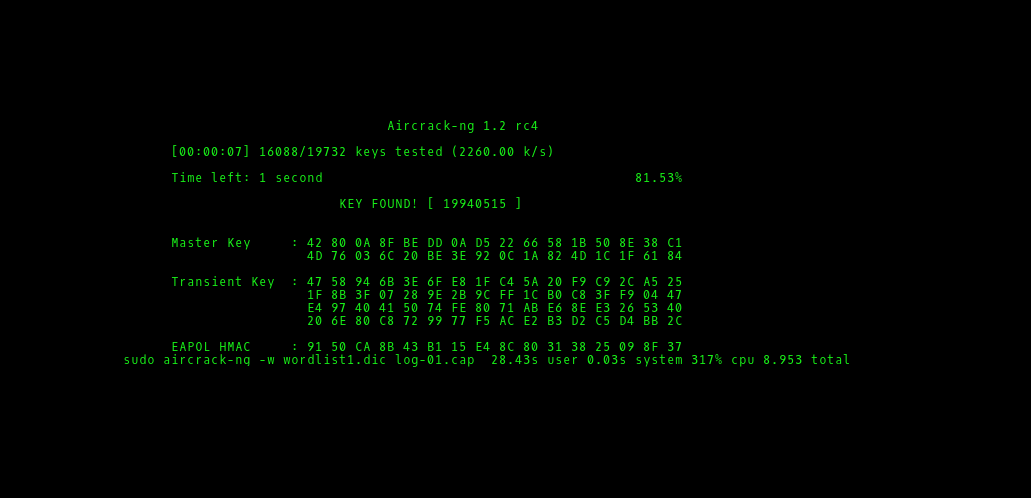 Aircrack-ng 1.2 rc4
[00:00:07] 16088/19732 keys tested (2260.00 k/s)
Time left: 1 second 81.53%
KEY FOUND! [ 19940515 ]
Master Key : 42 80 0A 8F BE DD 0A D5 22 66 58 1B 50 8E 38 C1
4D 76 03 6C 20 BE 3E 92 0C 1A 82 4D 1C 1F 61 84
Transient Key : 47 58 94 6B 3E 6F E8 1F C4 5A 20 F9 C9 2C A5 25
1F 8B 3F 07 28 9E 2B 9C FF 1C B0 C8 3F F9 04 47
E4 97 40 41 50 74 FE 80 71 AB E6 8E E3 26 53 40
20 6E 80 C8 72 99 77 F5 AC E2 B3 D2 C5 D4 BB 2C
EAPOL HMAC : 91 50 CA 8B 43 B1 15 E4 8C 80 31 38 25 09 8F 37
sudo aircrack-ng -w wordlist1.dic log-01.cap 28.43s user 0.03s system 317% cpu 8.953 total